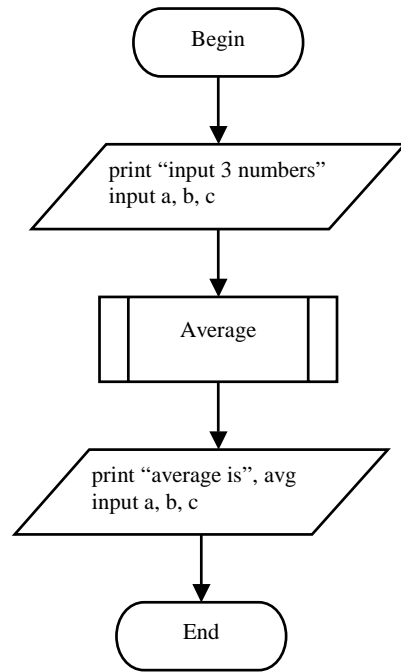 Begin
print “input 3 numbers”
input a, b, c
Average
print “average is”, avg
input a, b, c
End